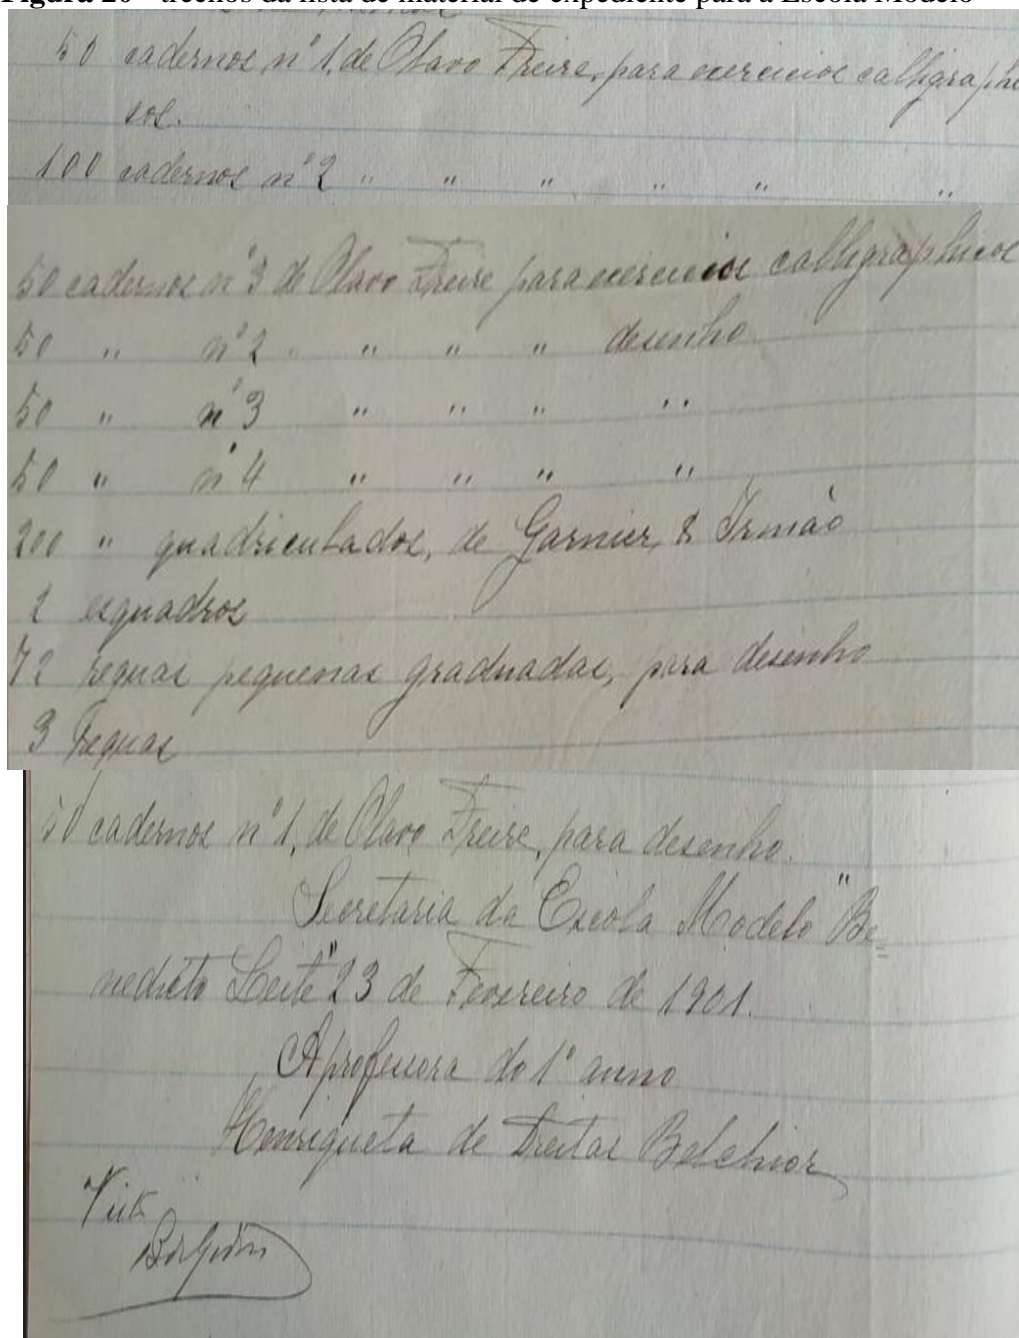 Figura 20 - trechos da lista de material de expediente para a Escola Modelo
50 cadernos nº 1, de Olavo Freire, para exercicios calligraphi
cos.
100 cadernos nº 2 " " " " " "
50 cadernos nº 3 de Olavo Freire para exercicios calligraphicos
50 " nº 2 " " " desenho
50 " nº 3 " " " "
50 " nº 4 " " " "
200 " quadriculados, de Garnier & Irmão
2 esquadros
72 reguas pequenas graduadas, para desenho
3 reguas
50 cadernos nº 1, de Olavo Freire, para desenho.
Secretaria da Escola Modelo "Be=
nedicto Leite" 23 de Fevereiro de 1901.
A professora do 1º anno
Henriqueta de Freitas Belchior
Visto